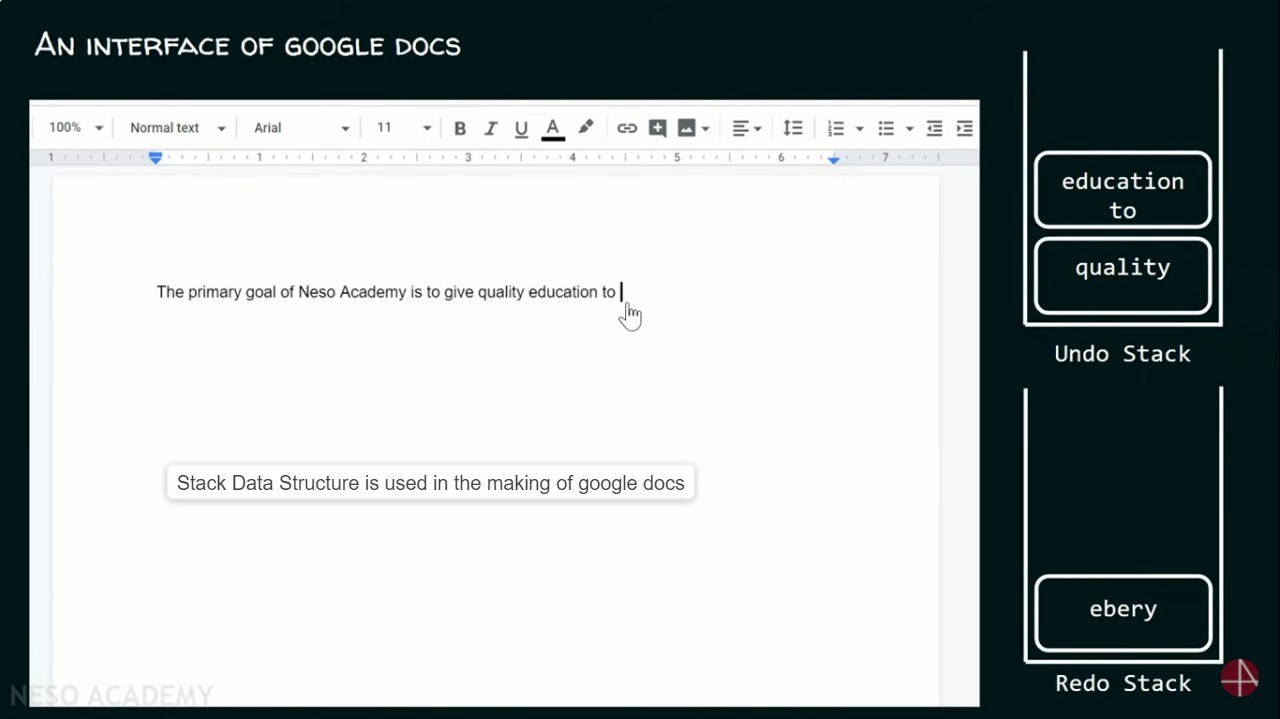 AN INTERFACE OF GOOGLE DOCS
100% Normal text Arial 11 B I U A
1 1 2 3 4 5 6 7
The primary goal of Neso Academy is to give quality education to
Stack Data Structure is used in the making of google docs
education
to
quality
Undo Stack
ebery
Redo Stack
NESO ACADEMY